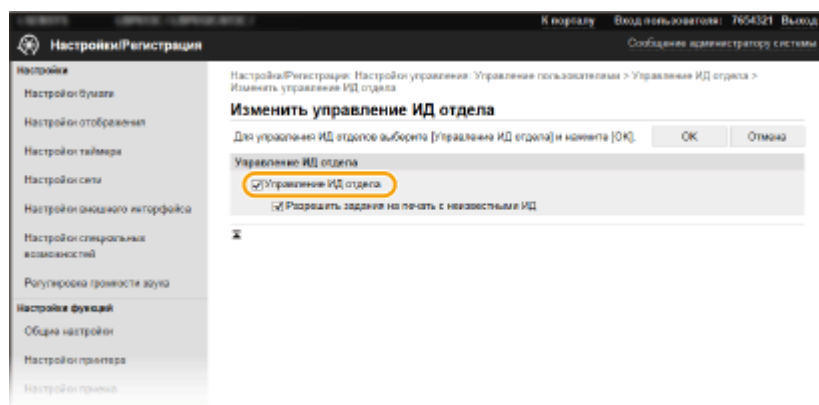 К порталу Вход пользователя: 7654321 Выход
Настройки/Регистрация
Сообщение администратору системы
Настройки
Настройки бумаги
Настройки отображения
Настройки таймера
Настройки сети
Настройки внешнего интерфейса
Настройки специальных
возможностей
Регулировка громкости звука
Настройки функций
Общие настройки
Настройки принтера
Настройки приема
Настройки/Регистрация: Настройки управления: Управление пользователями > Управление ИД отдела >
Изменить управление ИД отдела
Изменить управление ИД отдела
Для управления ИД отделов выберите [Управление ИД отдела] и нажмите [OK].
OK
Отмена
Управление ИД отдела
Управление ИД отдела
Разрешить задания на печать с неизвестными ИД